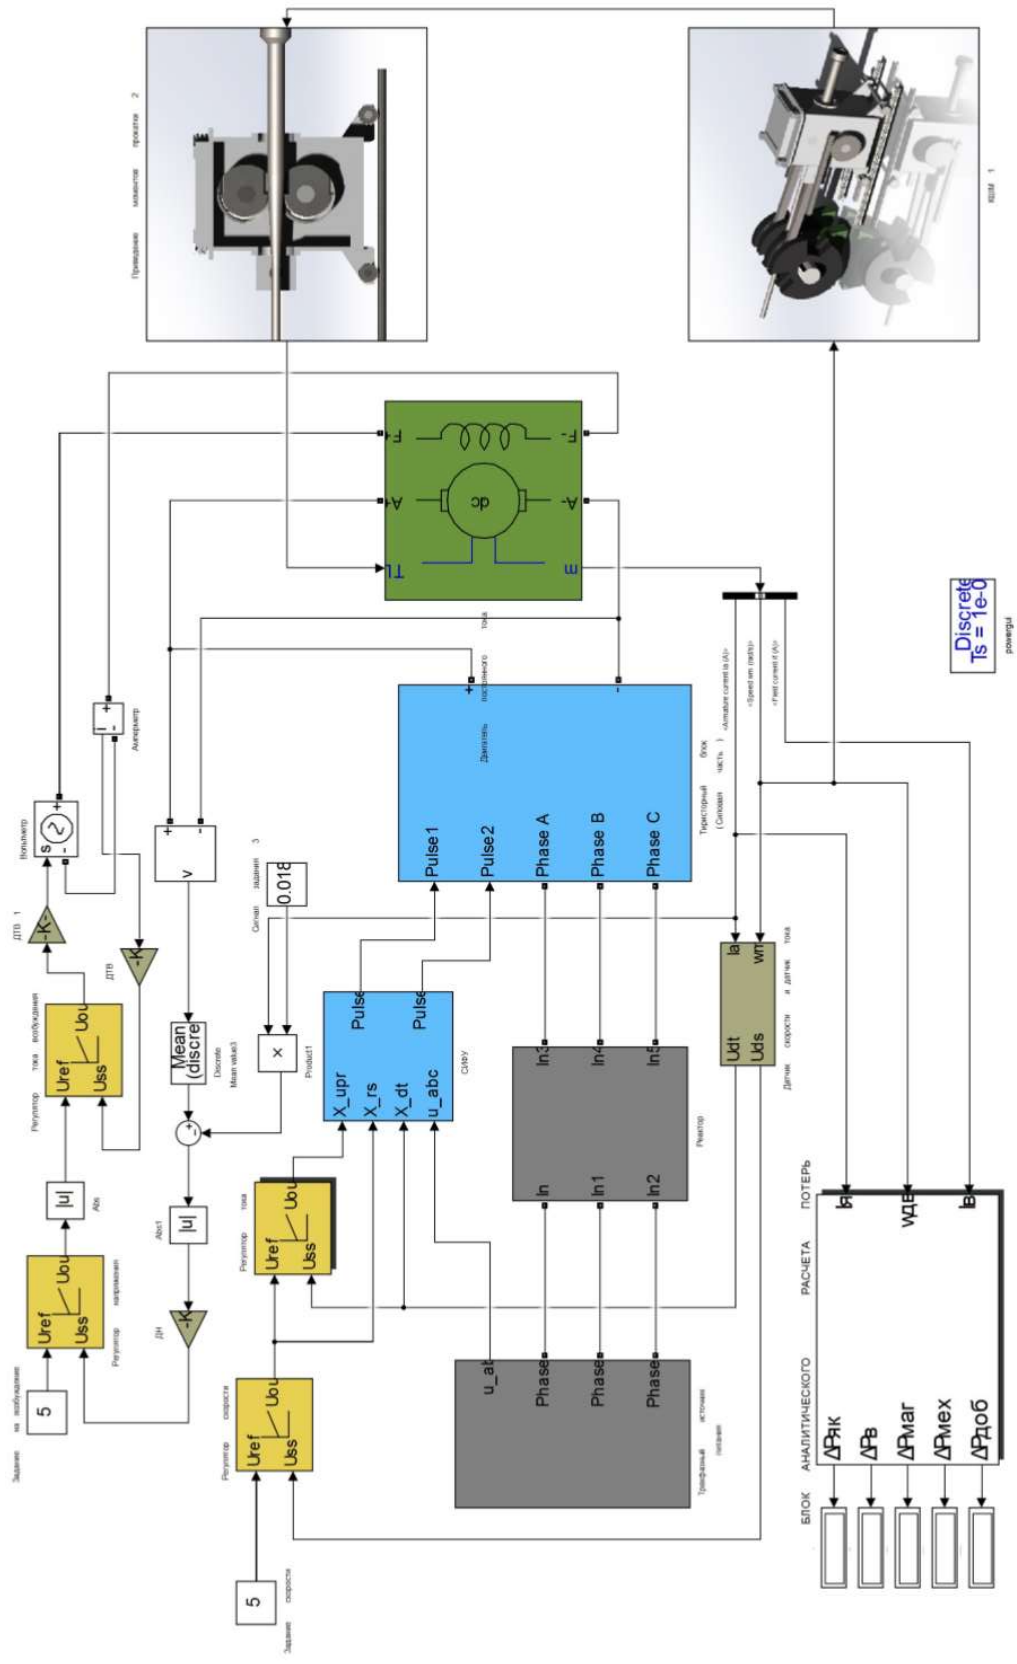 Задание на возбуждение
5
Uref
Uss
Uou
Регулятор напряжения
|u|
Abs
Регулятор тока возбуждения
Uref
Uss
Uou
ДТВ 1
-K-
Вольтметр
s
+
-
i
+
-
Амперметр
ДТВ
-K
ДН
-K
Abs1
|u|
-
+
Mean
(discre
Discrete
Mean value3
v
+
-
Сигнал задания 3
0.018
×
Product1
Задание скорости
5
Регулятор скорости
Uref
Uss
Uou
Регулятор тока
Uref
Uss
Uou
X_upr
X_rs
X_dt
u_abc
Pulse
Pulse
СИФУ
u_ab
Phase
Phase
Phase
Трехфазный источник
питания
In
In1
In2
In3
In4
In5
Реактор
Pulse1
Pulse2
Phase A
Phase B
Phase C
+
-
Тиристорный блок
(Силовая часть)
Двигатель постоянного тока
TL
m
A+
A-
F+
F-
dc
Приведение моментов прокатки 2
КШМ 1
<Armature current ia (A)>
<Speed wm (rad/s)>
<Field current if (A)>
Ia
wn
Udt
Uds
Датчик скорости и датчик тока
БЛОК АНАЛИТИЧЕСКОГО РАСЧЕТА ПОТЕРЬ
Iя
wДВ
Iв
ΔPяк
ΔPв
ΔPмаг
ΔPмех
ΔPдоб
Discrete
Ts = 1e-0
powergui